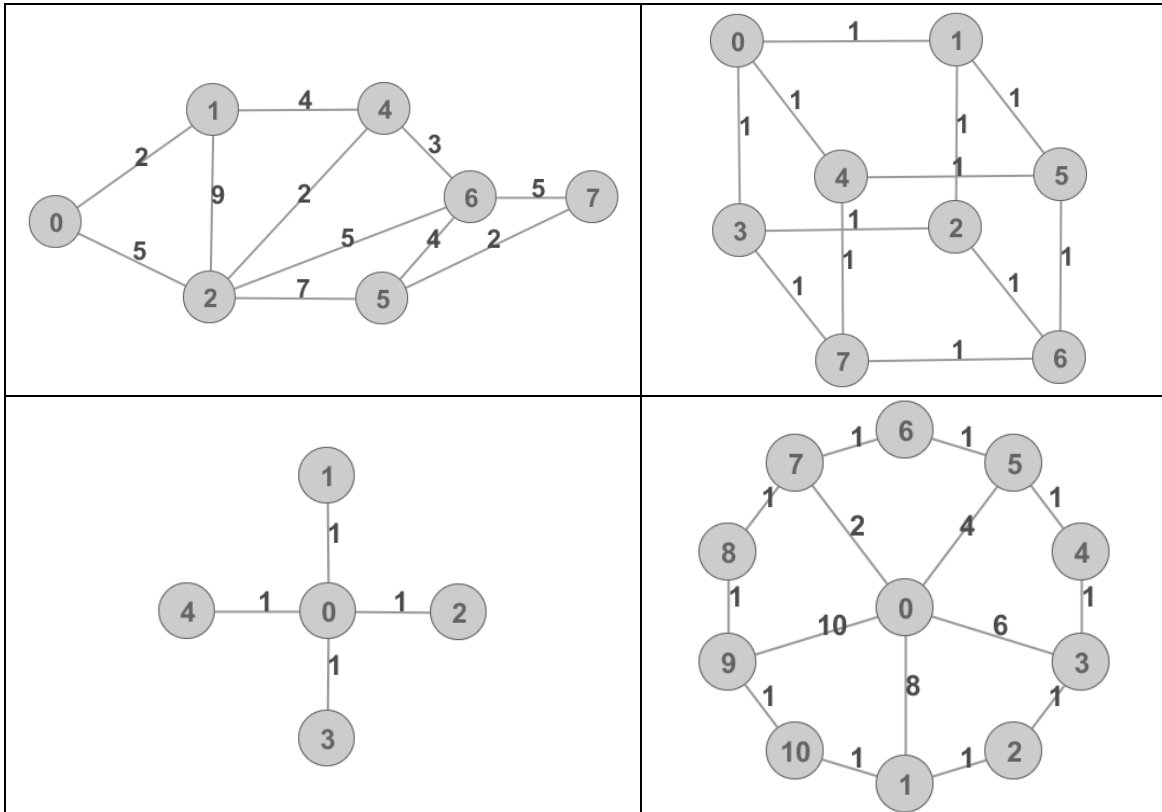 1 4 4
2 3
9 2 6 5 7
0 5 5 4 2
2 7 5
0 1 1
1 1 1 1
4 1 5
3 1 2
1 1 1 1
7 1 6
1
1
4 1 0 1 2
1
3
6
7 1 1 5
1 2 4 1
8 4
1 0 1
9 10 6 3
1 8 1
10 1 1 2
1